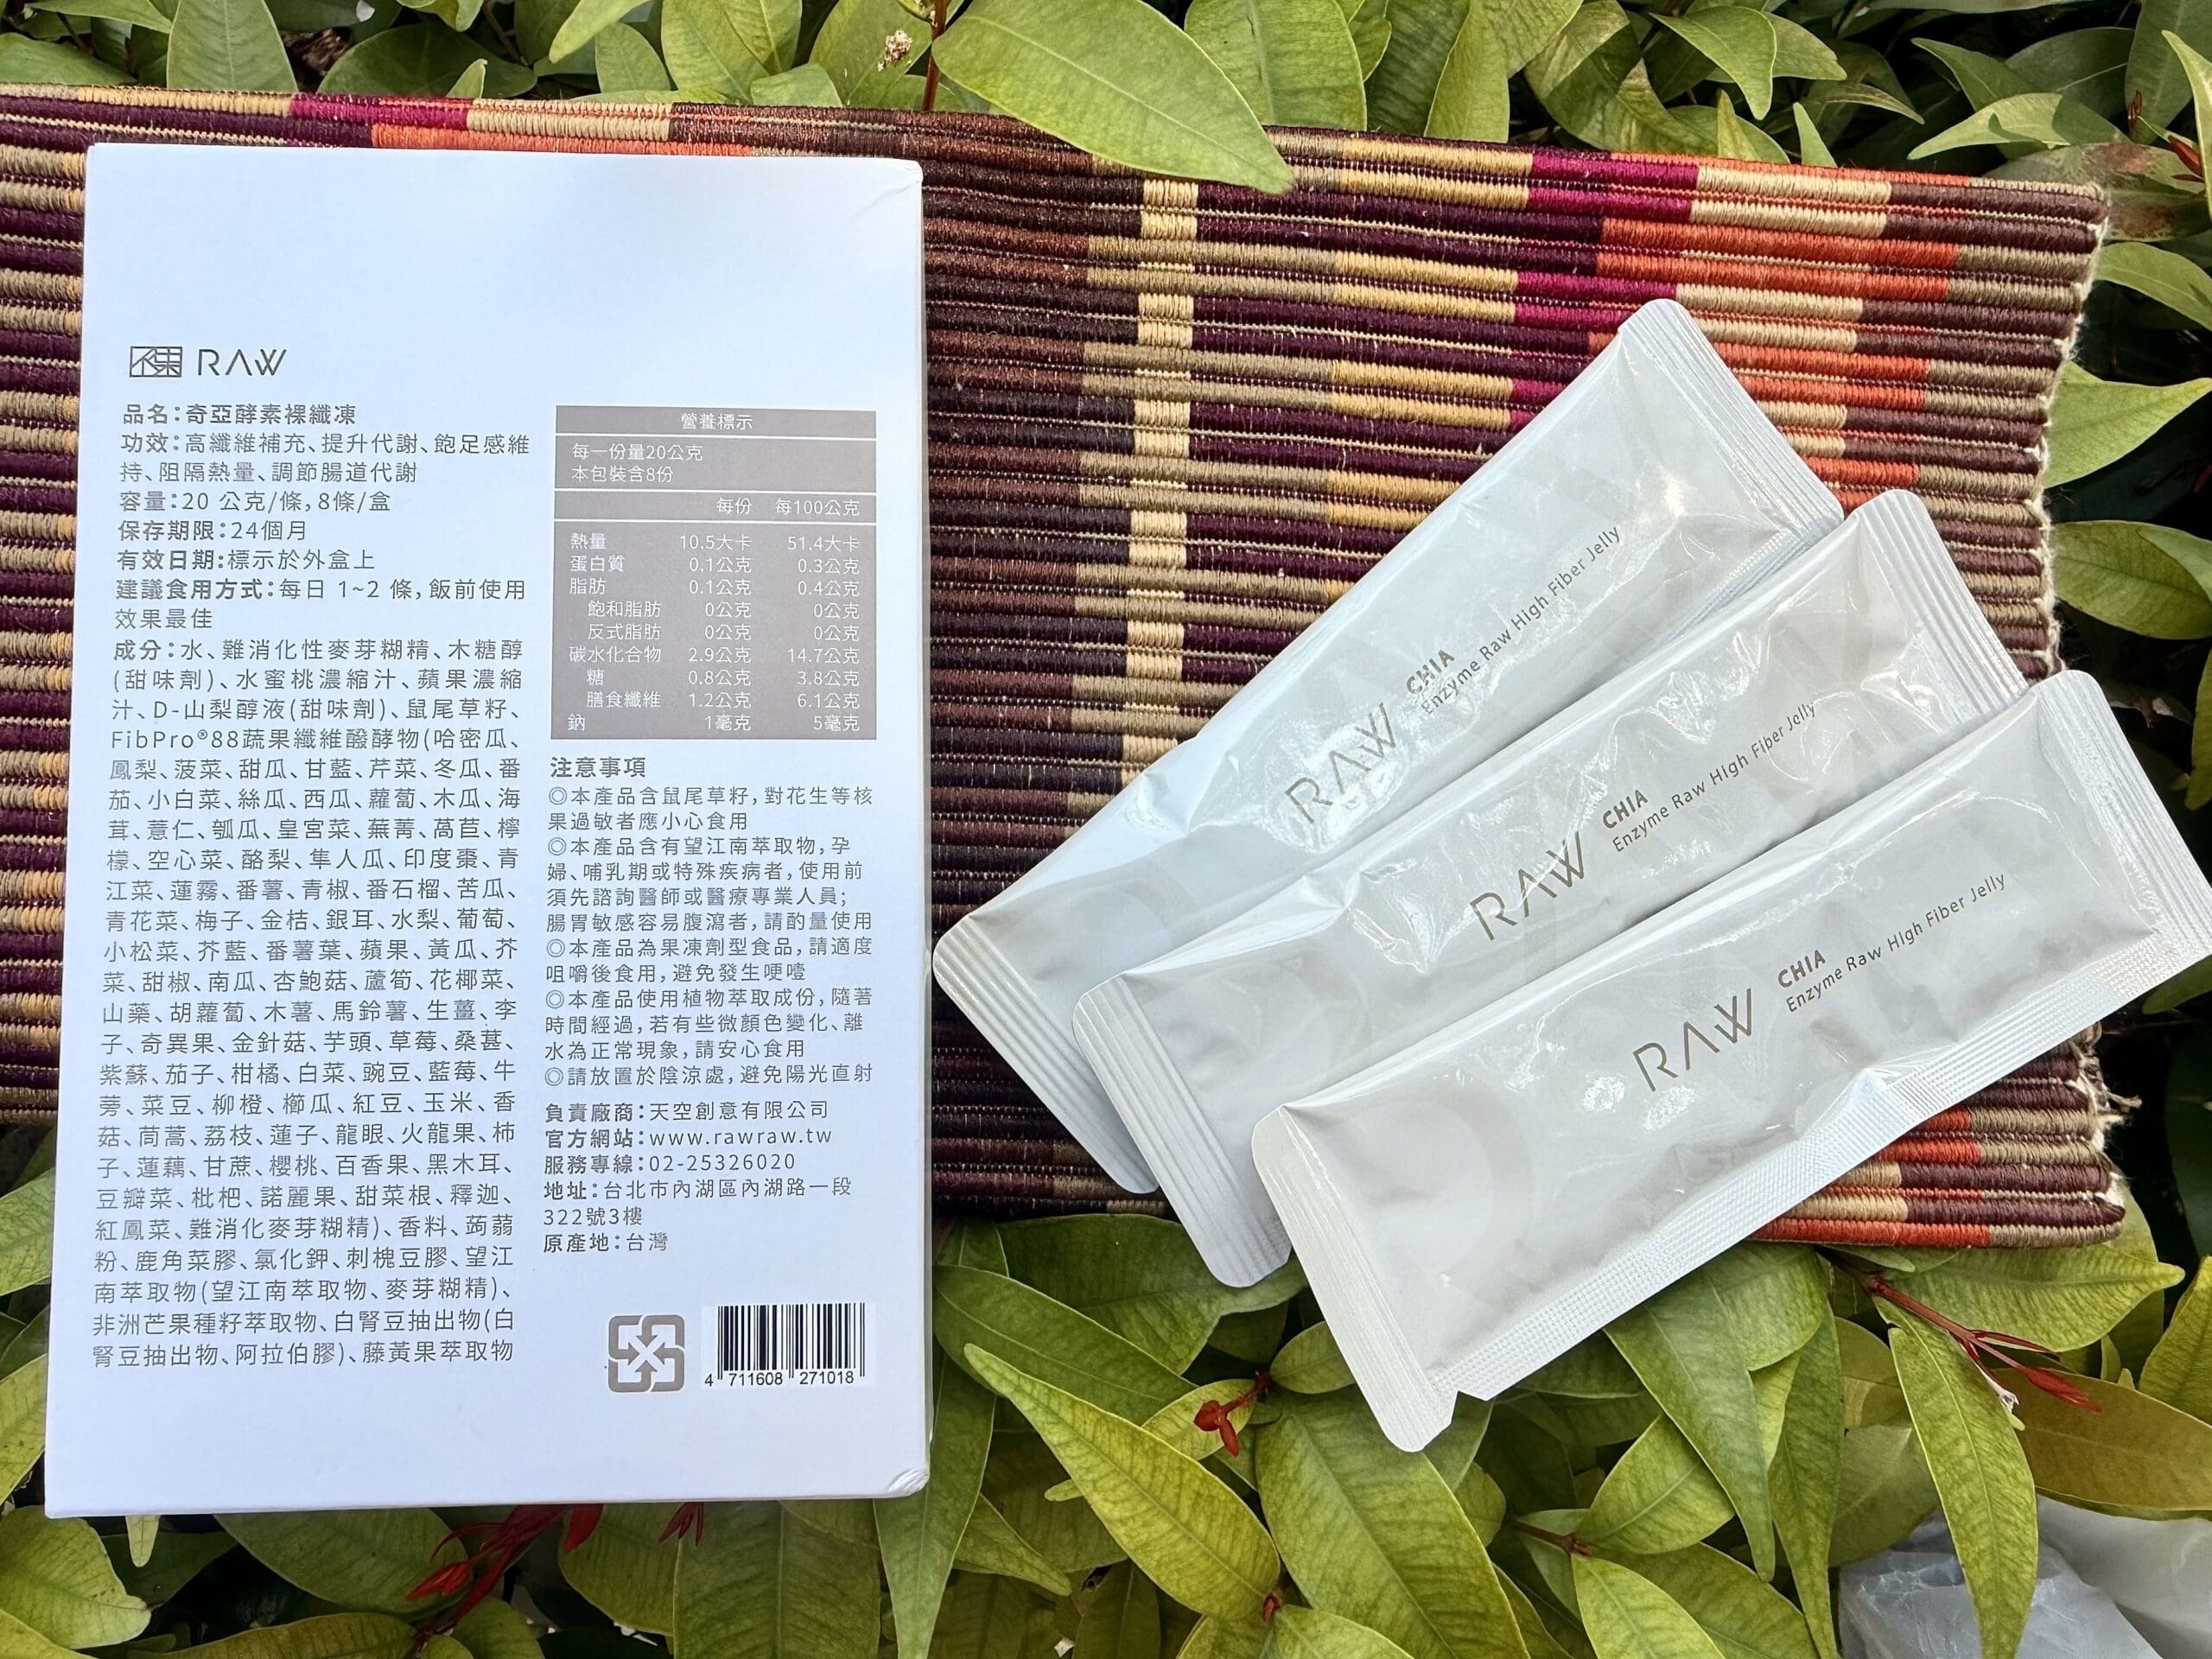 RAW
品名：奇亞酵素裸纖凍
功效：高纖維補充、提升代謝、飽足感維
持、阻隔熱量、調節腸道代謝
容量：20 公克/條，8條/盒
保存期限：24個月
有效日期：標示於外盒上
建議食用方式：每日 1~2 條，飯前使用
效果最佳
成分：水、難消化性麥芽糊精、木糖醇
(甜味劑)、水蜜桃濃縮汁、蘋果濃縮
汁、D-山梨醇液(甜味劑)、鼠尾草籽、
FibPro®88蔬果纖維醱酵物(哈密瓜、
鳳梨、菠菜、甜瓜、甘藍、芹菜、冬瓜、番
茄、小白菜、絲瓜、西瓜、蘿蔔、木瓜、海
茸、薏仁、瓠瓜、皇宮菜、蕪菁、萵苣、檸
檬、空心菜、酪梨、隼人瓜、印度棗、青
江菜、蓮霧、番薯、青椒、番石榴、苦瓜、
青花菜、梅子、金桔、銀耳、水梨、葡萄、
小松菜、芥藍、番薯葉、蘋果、黃瓜、芥
菜、甜椒、南瓜、杏鮑菇、蘆筍、花椰菜、
山藥、胡蘿蔔、木薯、馬鈴薯、生薑、李
子、奇異果、金針菇、芋頭、草莓、桑葚、
紫蘇、茄子、柑橘、白菜、豌豆、藍莓、牛
蒡、菜豆、柳橙、櫛瓜、紅豆、玉米、香
菇、茼蒿、荔枝、蓮子、龍眼、火龍果、柿
子、蓮藕、甘蔗、櫻桃、百香果、黑木耳、
豆瓣菜、枇杷、諾麗果、甜菜根、釋迦、
紅鳳菜、難消化麥芽糊精)、香料、蒟蒻
粉、鹿角菜膠、氯化鉀、刺槐豆膠、望江
南萃取物(望江南萃取物、麥芽糊精)、
非洲芒果種籽萃取物、白腎豆抽出物(白
腎豆抽出物、阿拉伯膠)、藤黃果萃取物
營養標示
每一份量20公克
本包裝含8份
每份 每100公克
熱量 10.5大卡 51.4大卡
蛋白質 0.1公克 0.3公克
脂肪 0.1公克 0.4公克
飽和脂肪 0公克 0公克
反式脂肪 0公克 0公克
碳水化合物 2.9公克 14.7公克
糖 0.8公克 3.8公克
膳食纖維 1.2公克 6.1公克
鈉 1毫克 5毫克
注意事項
◎本產品含鼠尾草籽，對花生等核
果過敏者應小心食用
◎本產品含有望江南萃取物，孕
婦、哺乳期或特殊疾病者，使用前
須先諮詢醫師或醫療專業人員；
腸胃敏感容易腹瀉者，請酌量使用
◎本產品為果凍劑型食品，請適度
咀嚼後食用，避免發生哽噎
◎本產品使用植物萃取成份，隨著
時間經過，若有些微顏色變化、離
水為正常現象，請安心食用
◎請放置於陰涼處，避免陽光直射
負責廠商：天空創意有限公司
官方網站：www.rawraw.tw
服務專線：02-25326020
地址：台北市內湖區內湖路一段
322號3樓
原產地：台灣
4 711608 271018
RAW
CHIA
Enzyme Raw High Fiber Jelly
RAW
CHIA
Enzyme Raw High Fiber Jelly
RAW
CHIA
Enzyme Raw High Fiber Jelly